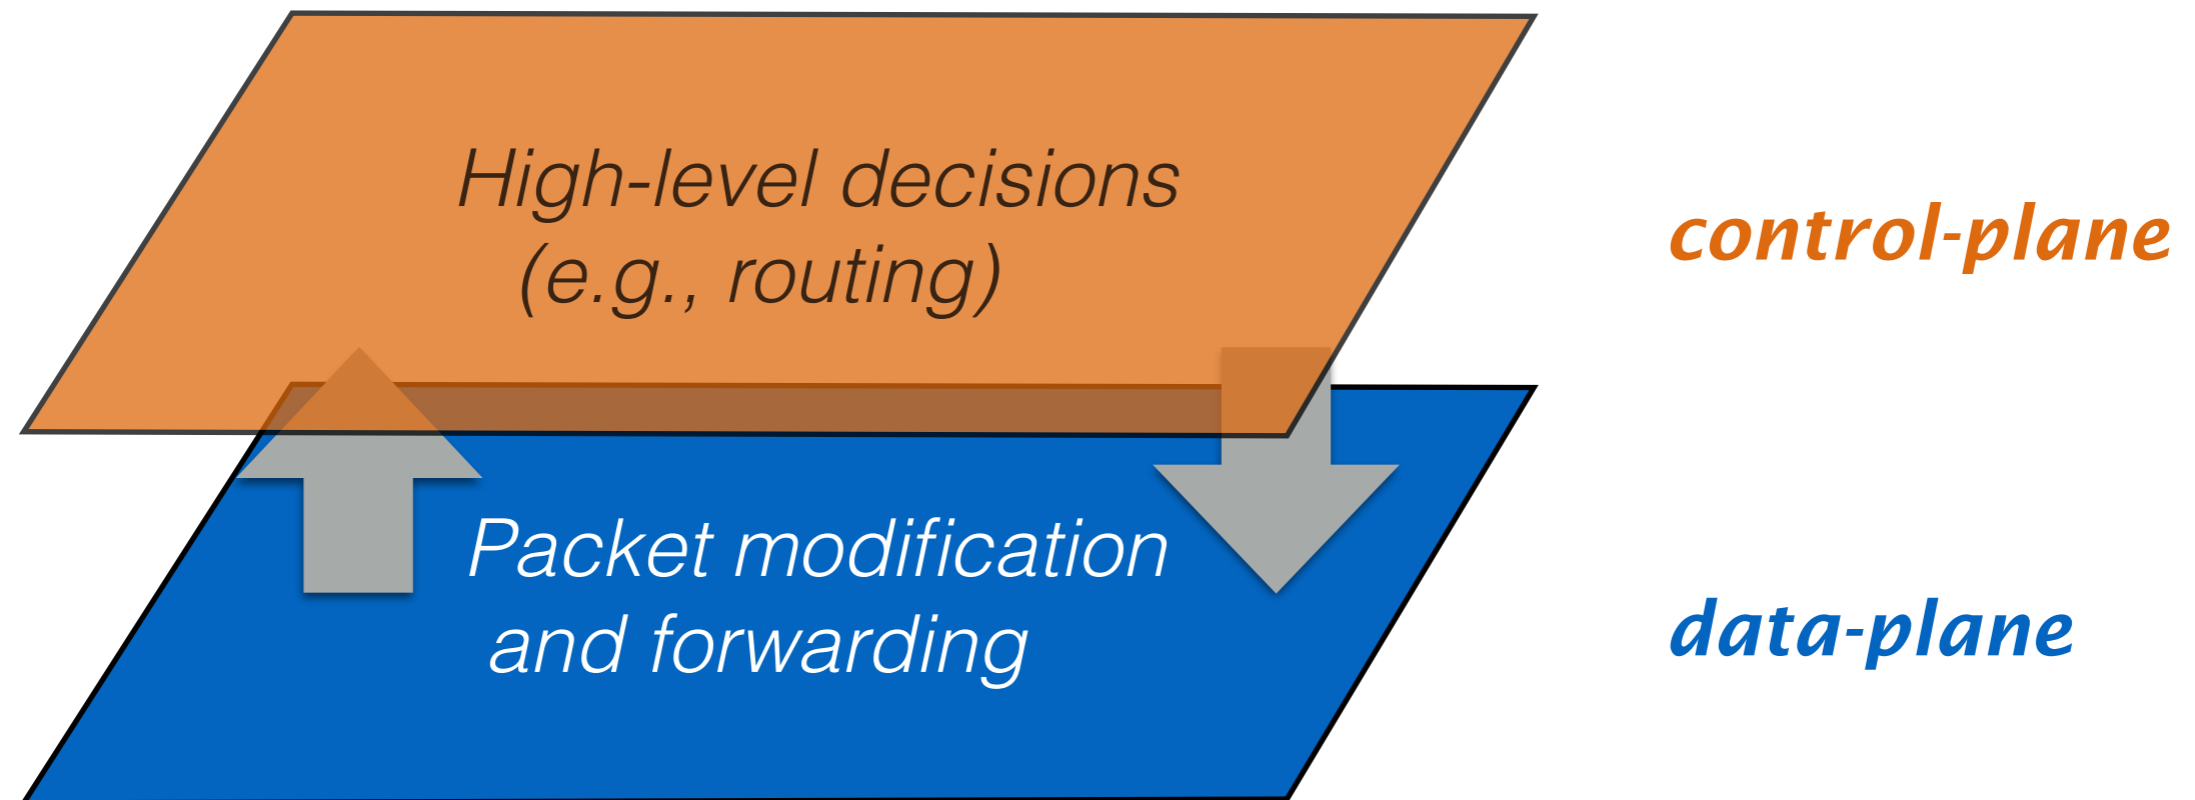 High-level decisions
(e.g., routing)
control-plane
Packet modification
and forwarding
data-plane